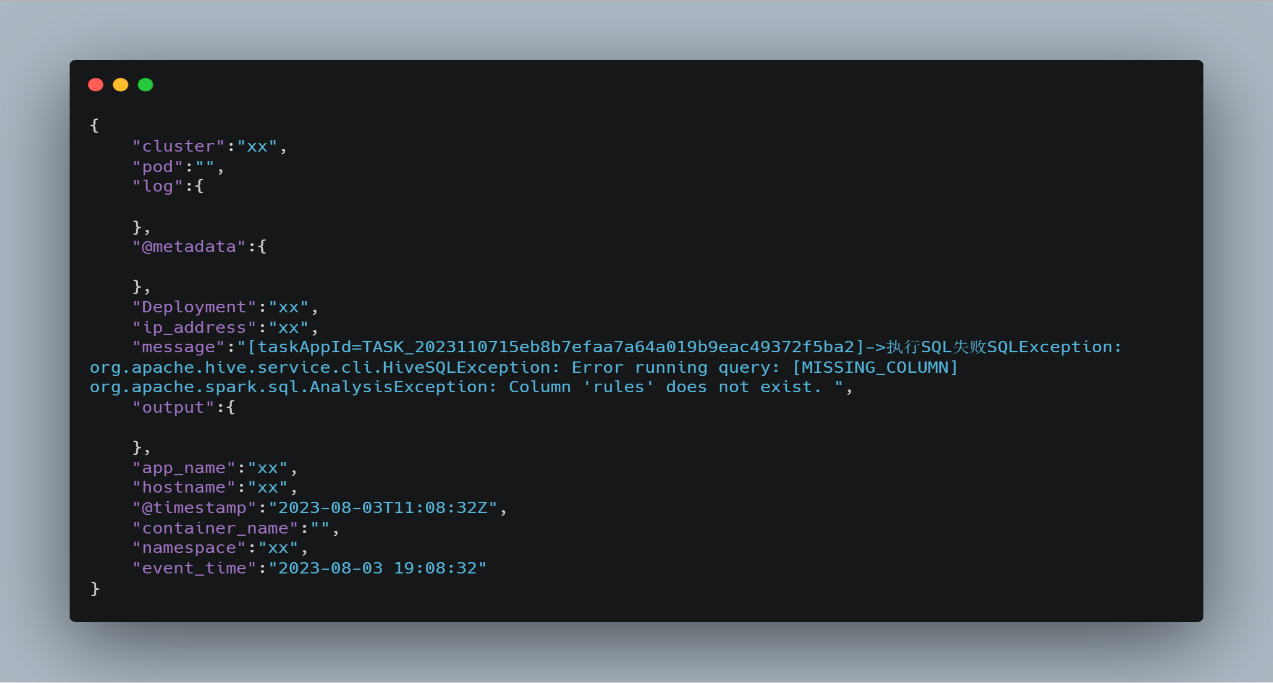 {
    "cluster":"xx",
    "pod":"",
    "log":{

    },
    "@metadata":{

    },
    "Deployment":"xx",
    "ip_address":"xx",
    "message":"[taskAppId=TASK_2023110715eb8b7efaa7a64a019b9eac49372f5ba2]->执行SQL失败SQLException:
org.apache.hive.service.cli.HiveSQLException: Error running query: [MISSING_COLUMN]
org.apache.spark.sql.AnalysisException: Column 'rules' does not exist. ",
    "output":{

    },
    "app_name":"xx",
    "hostname":"xx",
    "@timestamp":"2023-08-03T11:08:32Z",
    "container_name":"",
    "namespace":"xx",
    "event_time":"2023-08-03 19:08:32"
}